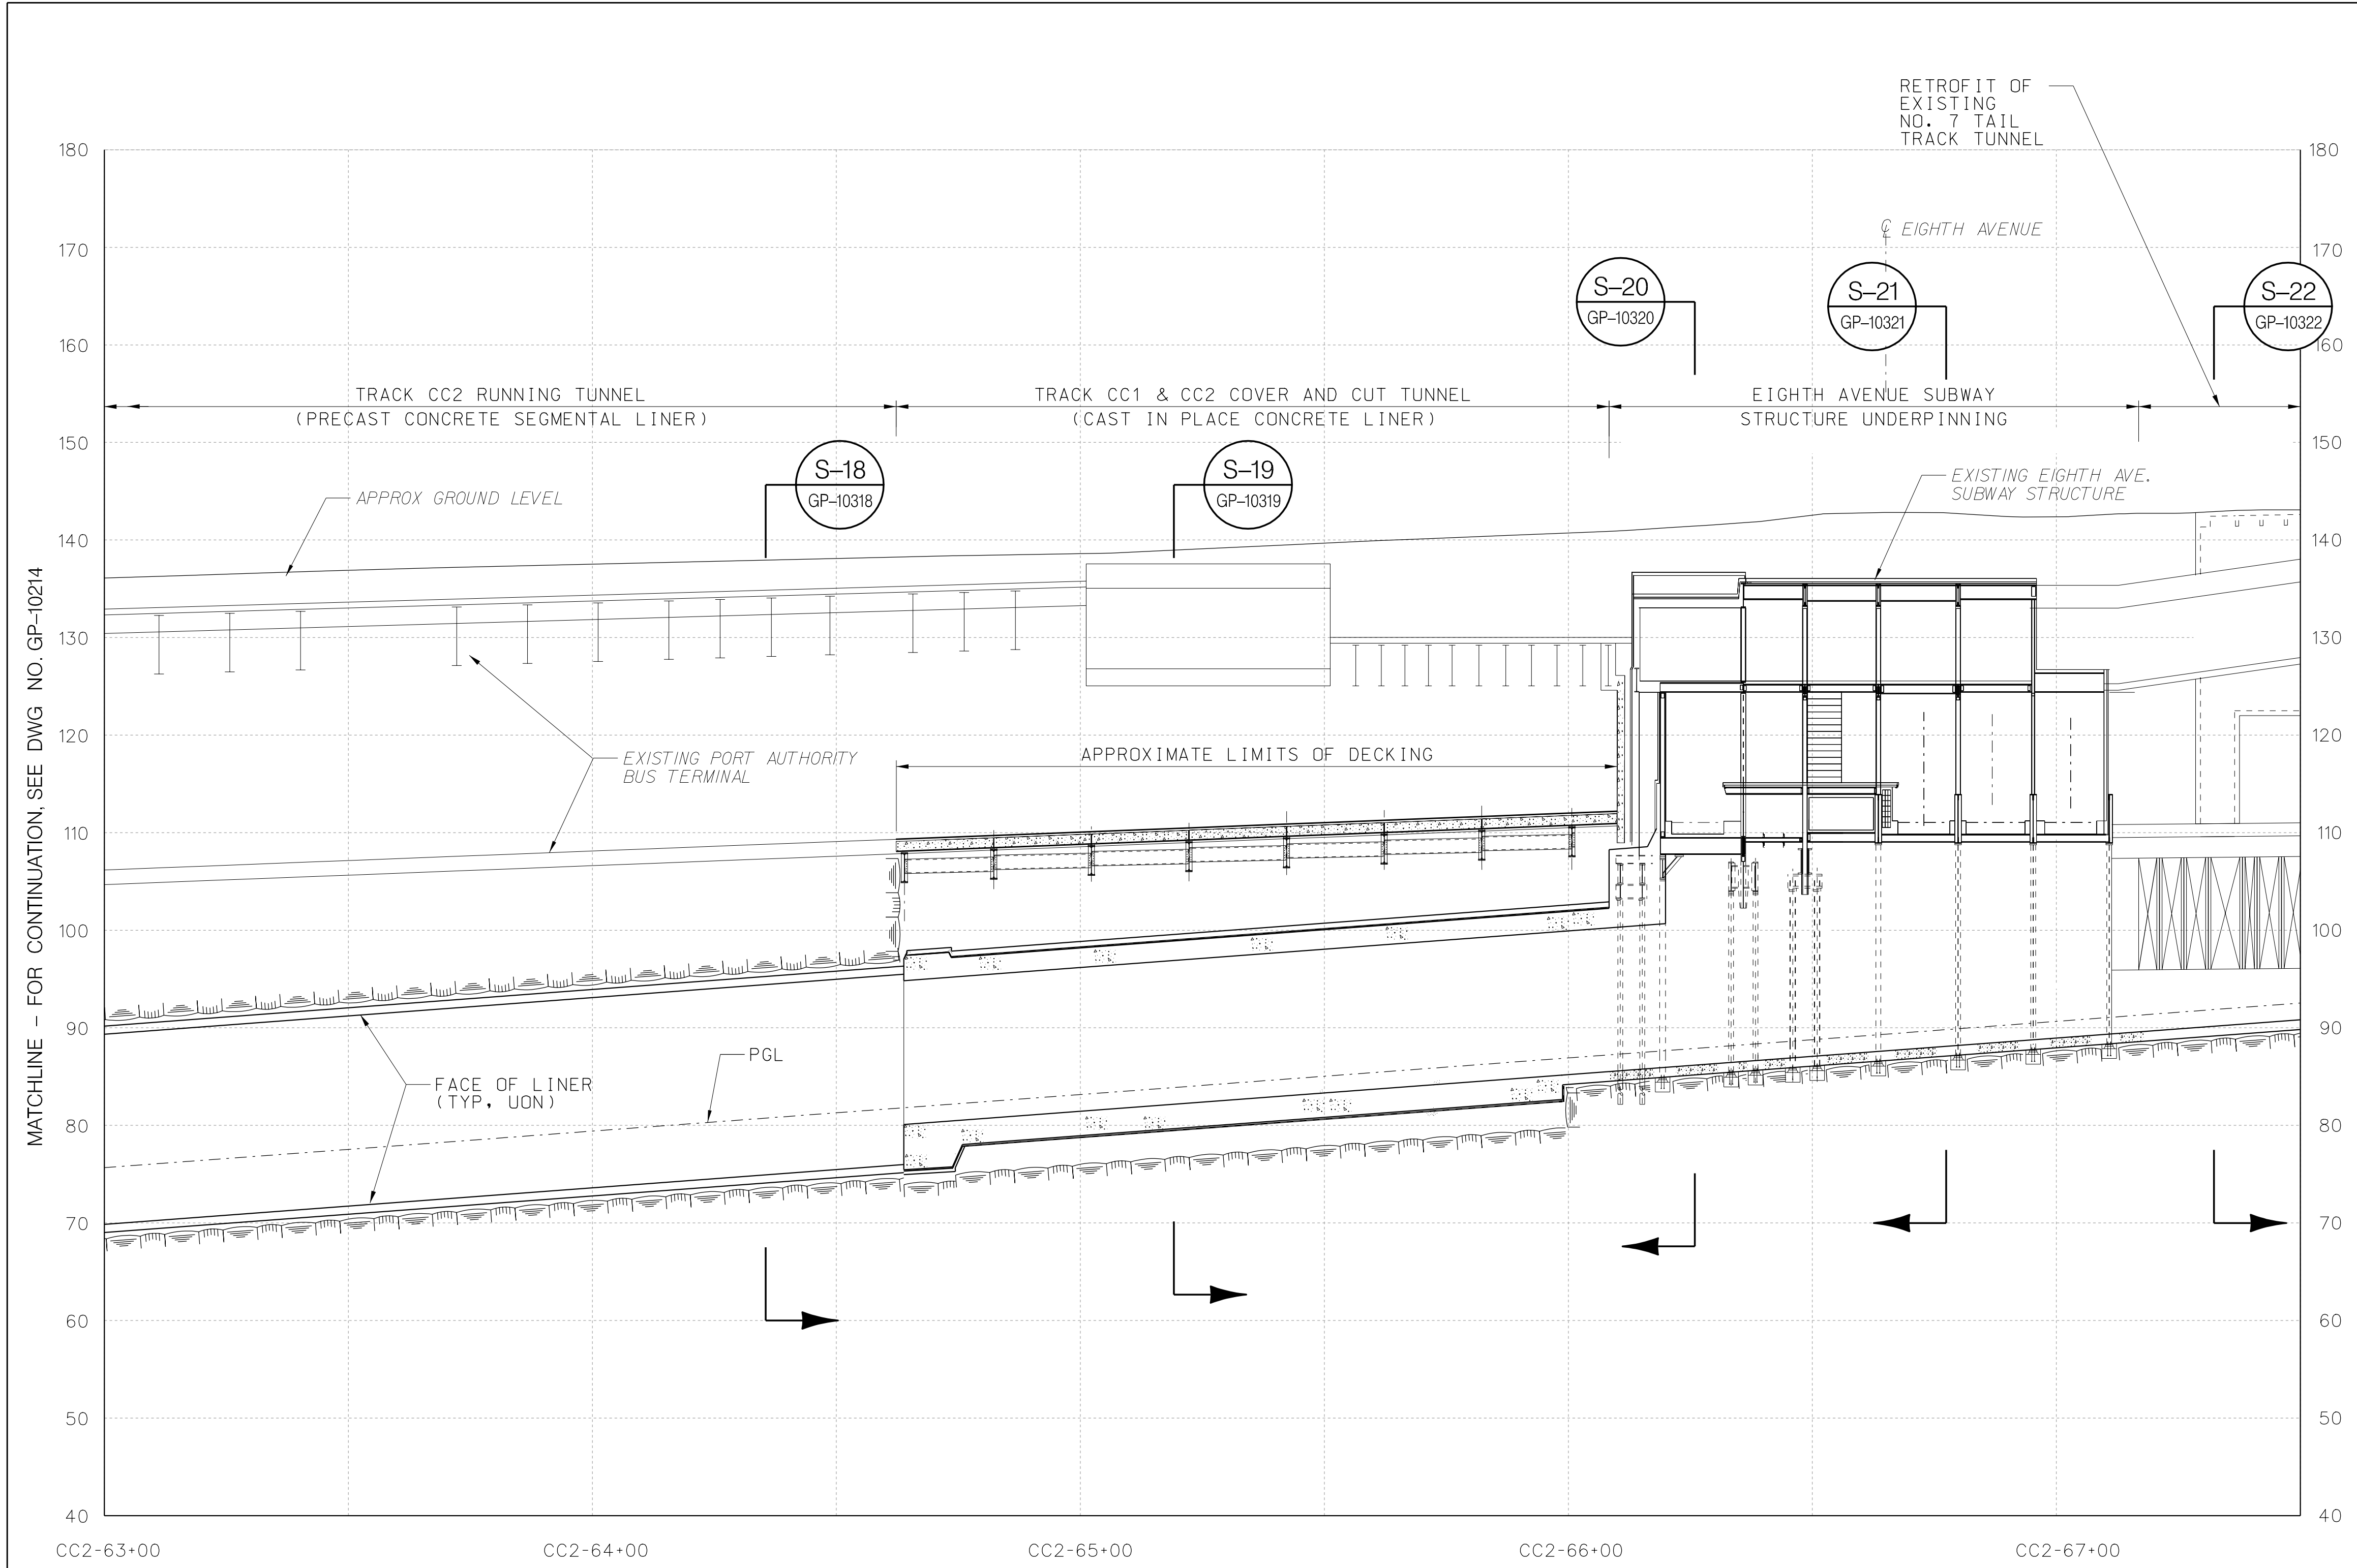 RETROFIT OF
EXISTING
NO. 7 TAIL
TRACK TUNNEL
180
180
170
℄ EIGHTH AVENUE
170
S-20
GP-10320
S-21
GP-10321
S-22
GP-10322
160
160
TRACK CC2 RUNNING TUNNEL
(PRECAST CONCRETE SEGMENTAL LINER)
TRACK CC1 & CC2 COVER AND CUT TUNNEL
(CAST IN PLACE CONCRETE LINER)
EIGHTH AVENUE SUBWAY
STRUCTURE UNDERPINNING
150
150
S-18
GP-10318
S-19
GP-10319
APPROX GROUND LEVEL
EXISTING EIGHTH AVE.
SUBWAY STRUCTURE
140
140
130
130
120
120
EXISTING PORT AUTHORITY
BUS TERMINAL
APPROXIMATE LIMITS OF DECKING
110
110
100
100
90
90
PGL
FACE OF LINER
(TYP, UON)
80
80
70
70
60
60
50
50
40
40
MATCHLINE - FOR CONTINUATION, SEE DWG NO. GP-10214
CC2-63+00
CC2-64+00
CC2-65+00
CC2-66+00
CC2-67+00